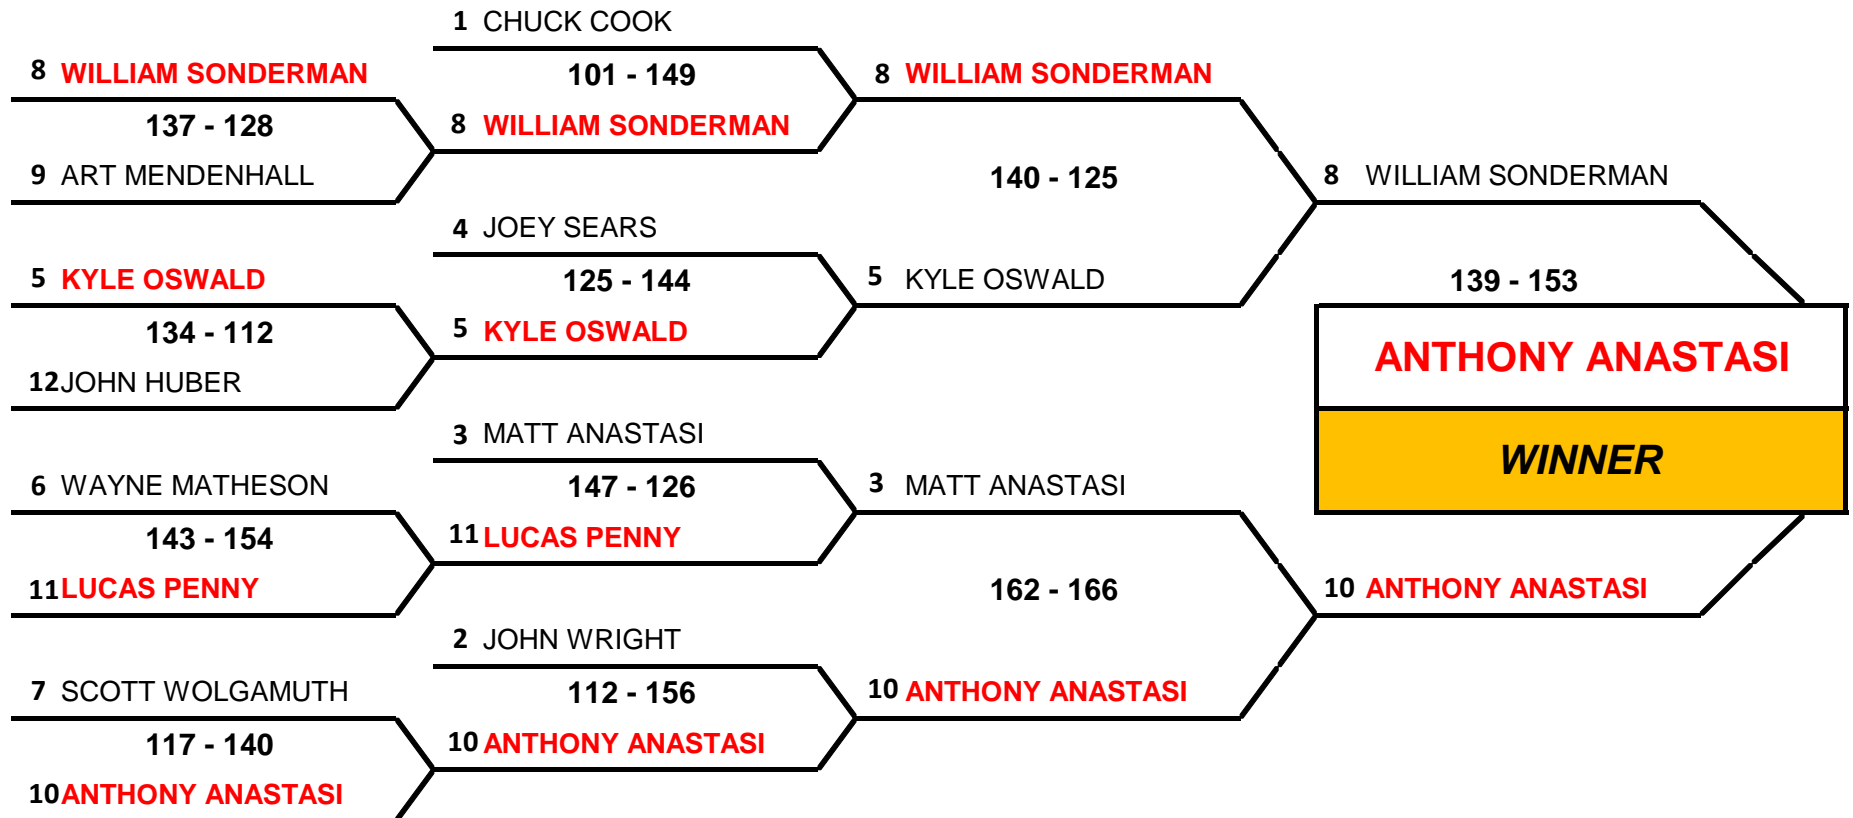 1 CHUCK COOK
8 WILLIAM SONDERMAN
101 - 149
8 WILLIAM SONDERMAN
137 - 128
8 WILLIAM SONDERMAN
9 ART MENDENHALL
140 - 125
8 WILLIAM SONDERMAN
4 JOEY SEARS
5 KYLE OSWALD
125 - 144
5 KYLE OSWALD
139 - 153
134 - 112
5 KYLE OSWALD
ANTHONY ANASTASI
12 JOHN HUBER
3 MATT ANASTASI
WINNER
6 WAYNE MATHESON
147 - 126
3 MATT ANASTASI
143 - 154
11 LUCAS PENNY
11 LUCAS PENNY
162 - 166
10 ANTHONY ANASTASI
2 JOHN WRIGHT
7 SCOTT WOLGAMUTH
112 - 156
10 ANTHONY ANASTASI
117 - 140
10 ANTHONY ANASTASI
10 ANTHONY ANASTASI